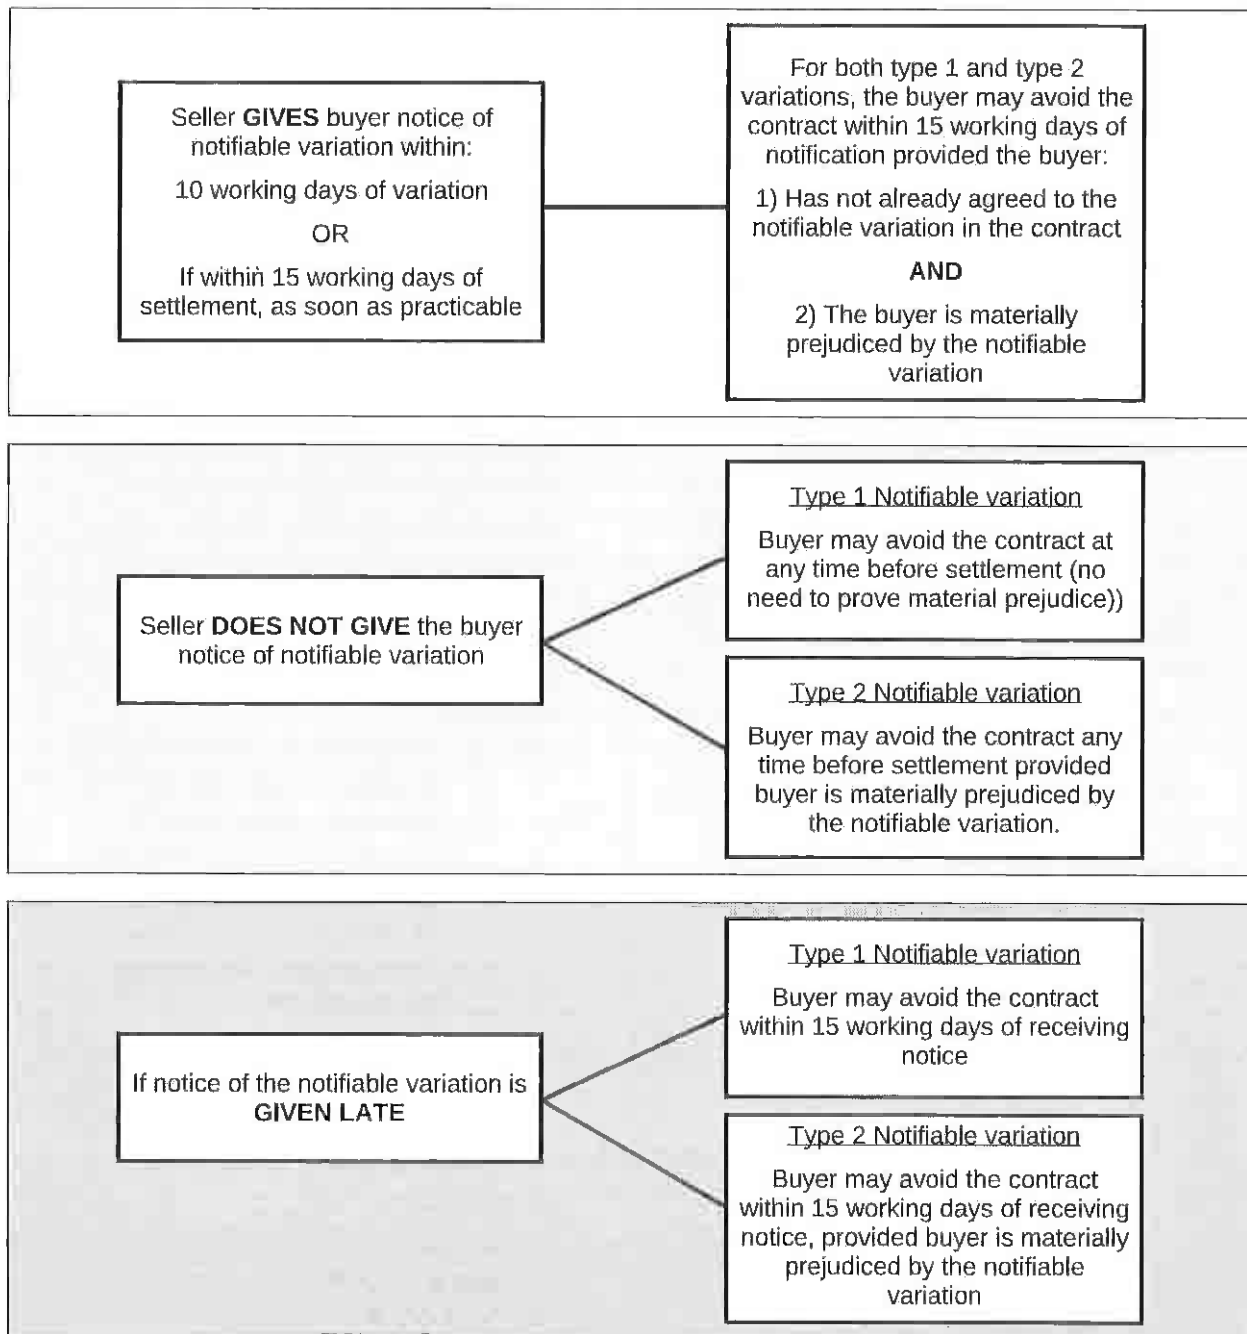 Seller GIVES buyer notice of
notifiable variation within:
10 working days of variation
OR
If within 15 working days of
settlement, as soon as practicable
For both type 1 and type 2
variations, the buyer may avoid the
contract within 15 working days of
notification provided the buyer:
1) Has not already agreed to the
notifiable variation in the contract
AND
2) The buyer is materially
prejudiced by the notifiable
variation
Seller DOES NOT GIVE the buyer
notice of notifiable variation
Type 1 Notifiable variation
Buyer may avoid the contract at
any time before settlement (no
need to prove material prejudice))
Type 2 Notifiable variation
Buyer may avoid the contract any
time before settlement provided
buyer is materially prejudiced by
the notifiable variation.
If notice of the notifiable variation is
GIVEN LATE
Type 1 Notifiable variation
Buyer may avoid the contract
within 15 working days of receiving
notice
Type 2 Notifiable variation
Buyer may avoid the contract
within 15 working days of receiving
notice, provided buyer is materially
prejudiced by the notifiable
variation